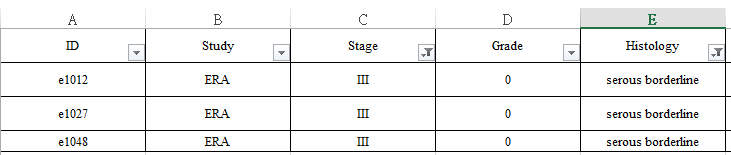 A B C D E
ID Study Stage Grade Histology
e1012 ERA III 0 serous borderline
e1027 ERA III 0 serous borderline
e1048 ERA III 0 serous borderline